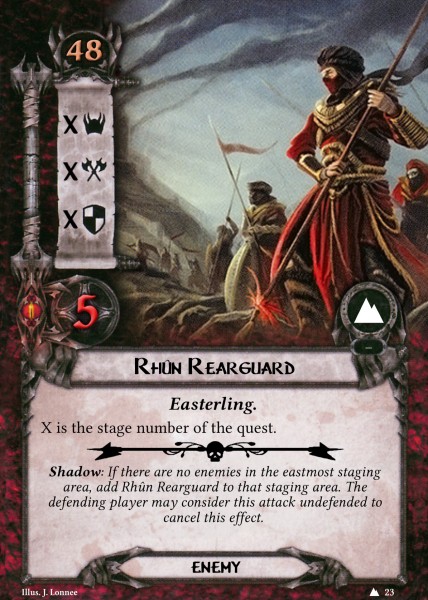 48
X
X
X
5
Rhûn Rearguard
Easterling.
X is the stage number of the quest.
Shadow: If there are no enemies in the eastmost staging
area, add Rhûn Rearguard to that staging area. The
defending player may consider this attack undefended to
cancel this effect.
ENEMY
Illus. J. Lonnee
23